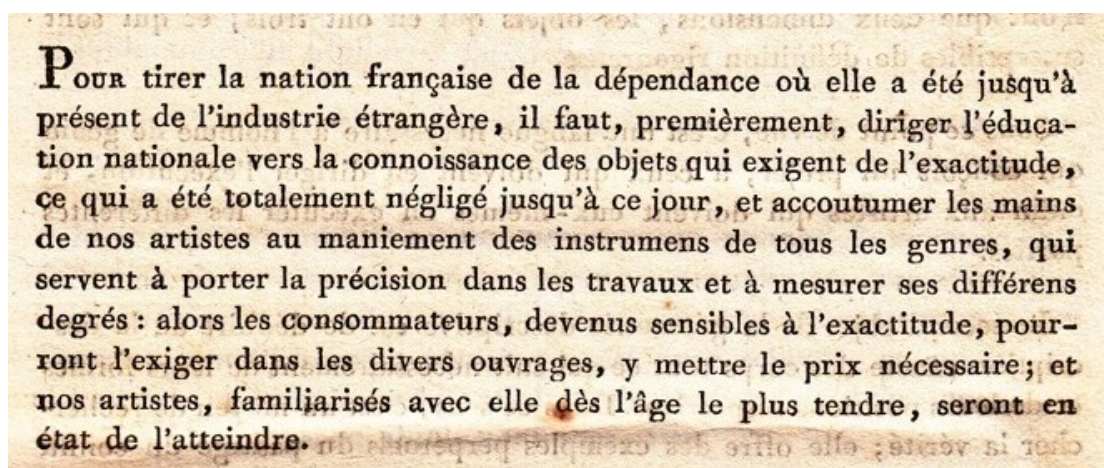 Pour tirer la nation française de la dépendance où elle a été jusqu'à
présent de l'industrie étrangère, il faut, premièrement, diriger l'éduca-
tion nationale vers la connoissance des objets qui exigent de l'exactitude,
ce qui a été totalement négligé jusqu'à ce jour, et accoutumer les mains
de nos artistes au maniement des instrumens de tous les genres, qui
servent à porter la précision dans les travaux et à mesurer ses différens
degrés : alors les consommateurs, devenus sensibles à l'exactitude, pour-
ront l'exiger dans les divers ouvrages, y mettre le prix nécessaire; et
nos artistes, familiarisés avec elle dès l'âge le plus tendre, seront en
état de l'atteindre.